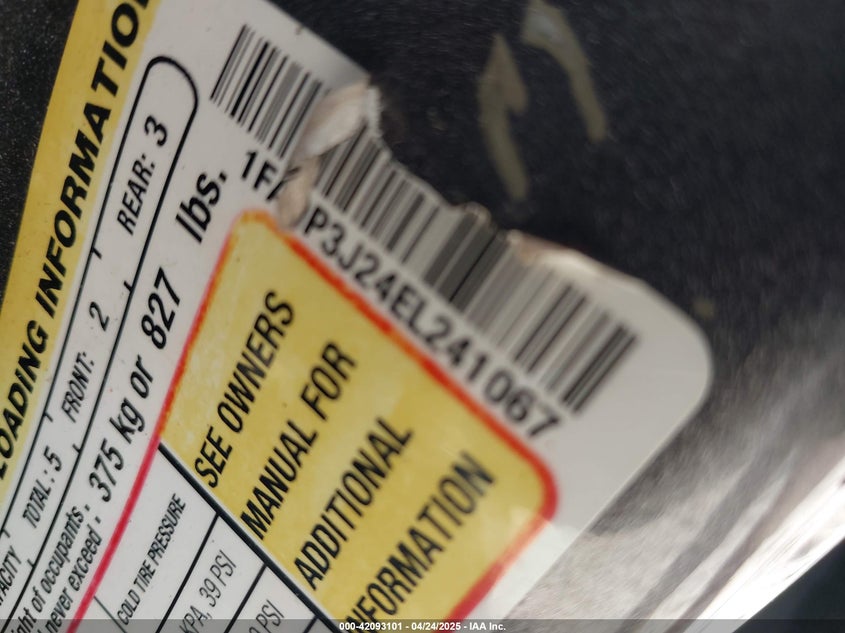 LOADING INFORMATION
TOTAL: 5 FRONT: 2 REAR: 3
of occupants
never exceed 375 kg or 827 lbs.
COLD TIRE PRESSURE
KPA, 39 PSI
PSI
1FA P3J24EL241067
SEE OWNERS
MANUAL FOR
ADDITIONAL
INFORMATION
000-42093101 - 04/24/2025 - IAA Inc.